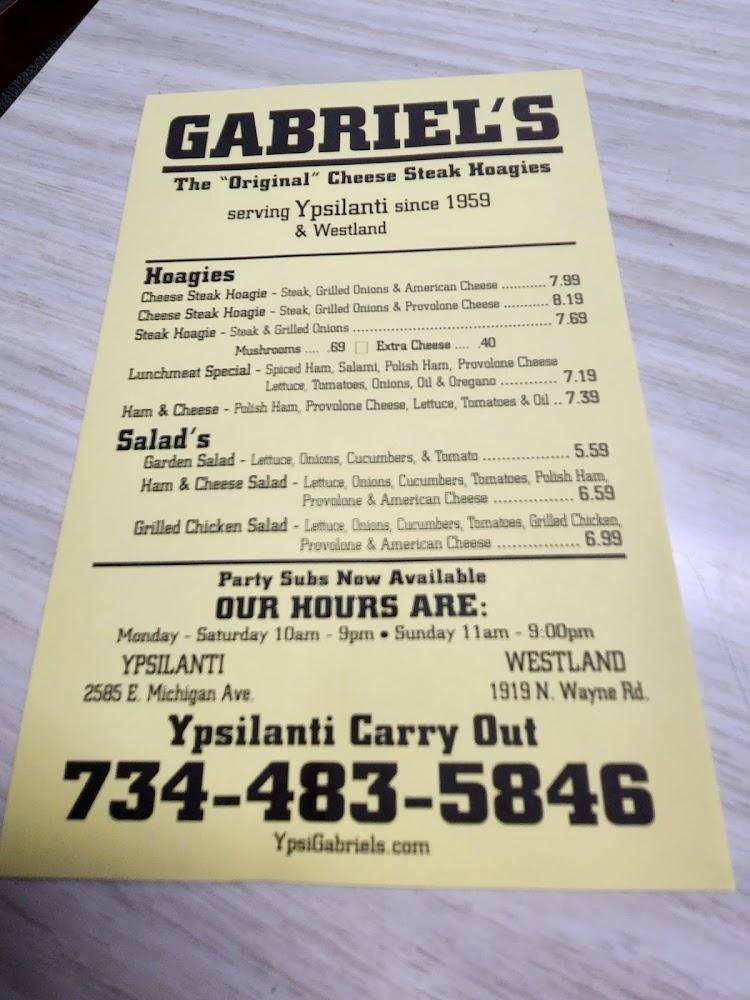 GABRIEL'S
The "Original" Cheese Steak Hoagies
serving Ypsilanti since 1959
& Westland
Hoagies
Cheese Steak Hoagie - Steak, Grilled Onions & American Cheese ........... 7.99
Cheese Steak Hoagie - Steak, Grilled Onions & Provolone Cheese ........... 8.19
Steak Hoagie - Steak & Grilled Onions .................................................. 7.69
Mushrooms .... .69 □ Extra Cheese .... .40
Lunchmeat Special - Spiced Ham, Salami, Polish Ham, Provolone Cheese
Lettuce, Tomatoes, Onions, Oil & Oregano ............ 7.19
Ham & Cheese - Polish Ham, Provolone Cheese, Lettuce, Tomatoes & Oil .. 7.39
Salad's
Garden Salad - Lettuce, Onions, Cucumbers, & Tomato .................... 5.59
Ham & Cheese Salad - Lettuce, Onions, Cucumbers, Tomatoes, Polish Ham,
Provolone & American Cheese ................. 6.59
Grilled Chicken Salad - Lettuce, Onions, Cucumbers, Tomatoes, Grilled Chicken,
Provolone & American Cheese ................. 6.99
Party Subs Now Available
OUR HOURS ARE:
Monday - Saturday 10am - 9pm • Sunday 11am - 9:00pm
YPSILANTI WESTLAND
2585 E. Michigan Ave. 1919 N. Wayne Rd.
Ypsilanti Carry Out
734-483-5846
YpsiGabriels.com